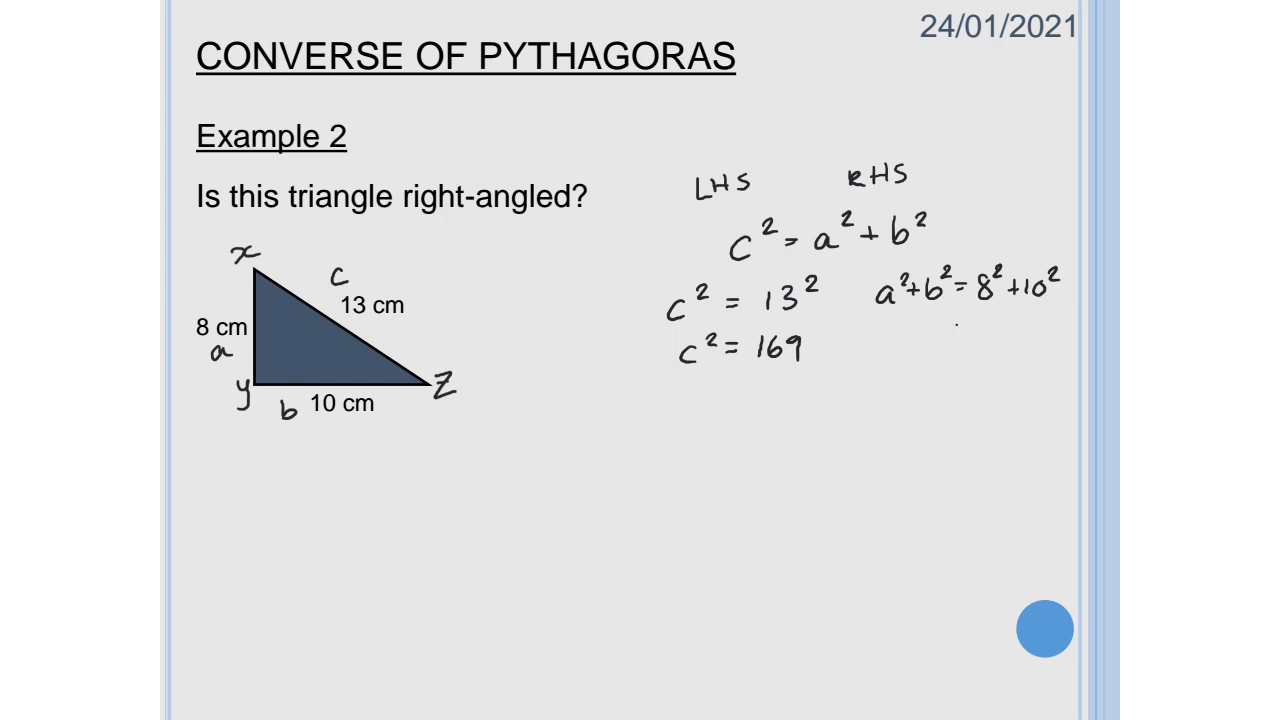 24/01/2021
CONVERSE OF PYTHAGORAS
Example 2
Is this triangle right-angled?
LHS RHS
c² = a² + b²
x
c
13 cm
8 cm
a
y
z
b
10 cm
c² = 13²
a²+b² = 8²+10²
c² = 169